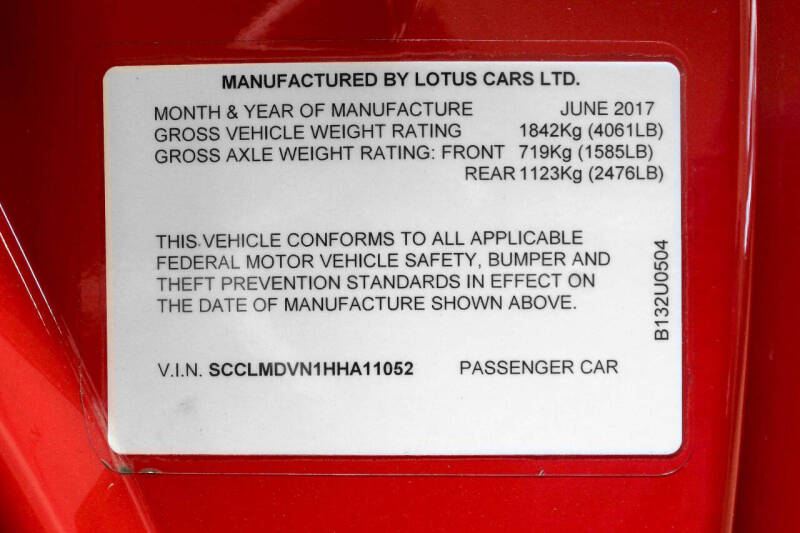 MANUFACTURED BY LOTUS CARS LTD.
MONTH & YEAR OF MANUFACTURE JUNE 2017
GROSS VEHICLE WEIGHT RATING 1842Kg (4061LB)
GROSS AXLE WEIGHT RATING: FRONT 719Kg (1585LB)
REAR 1123Kg (2476LB)
THIS VEHICLE CONFORMS TO ALL APPLICABLE
FEDERAL MOTOR VEHICLE SAFETY, BUMPER AND
THEFT PREVENTION STANDARDS IN EFFECT ON
THE DATE OF MANUFACTURE SHOWN ABOVE.
B132U0504
V.I.N. SCCLMDVN1HHA11052 PASSENGER CAR